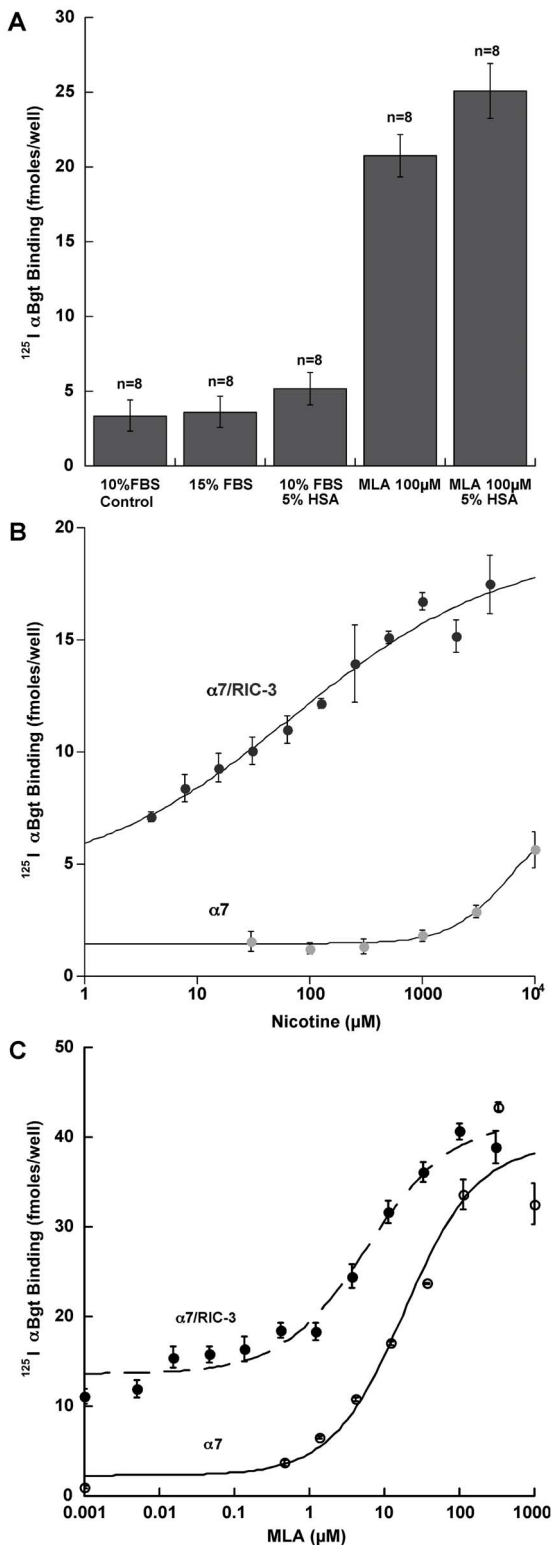 A
¹²⁵I αBgt Binding (fmoles/well)
30
25
20
15
10
5
0
n=8
n=8
n=8
n=8
n=8
10%FBS
Control
15% FBS
10% FBS
5% HSA
MLA 100µM
MLA 100µM
5% HSA
B
¹²⁵I αBgt Binding (fmoles/well)
20
15
10
5
0
α7/RIC-3
α7
1
10
100
1000
10⁴
Nicotine (µM)
C
¹²⁵I αBgt Binding (fmoles/well)
50
40
30
20
10
0
α7/RIC-3
α7
0.001
0.01
0.1
1
10
100
1000
MLA (µM)